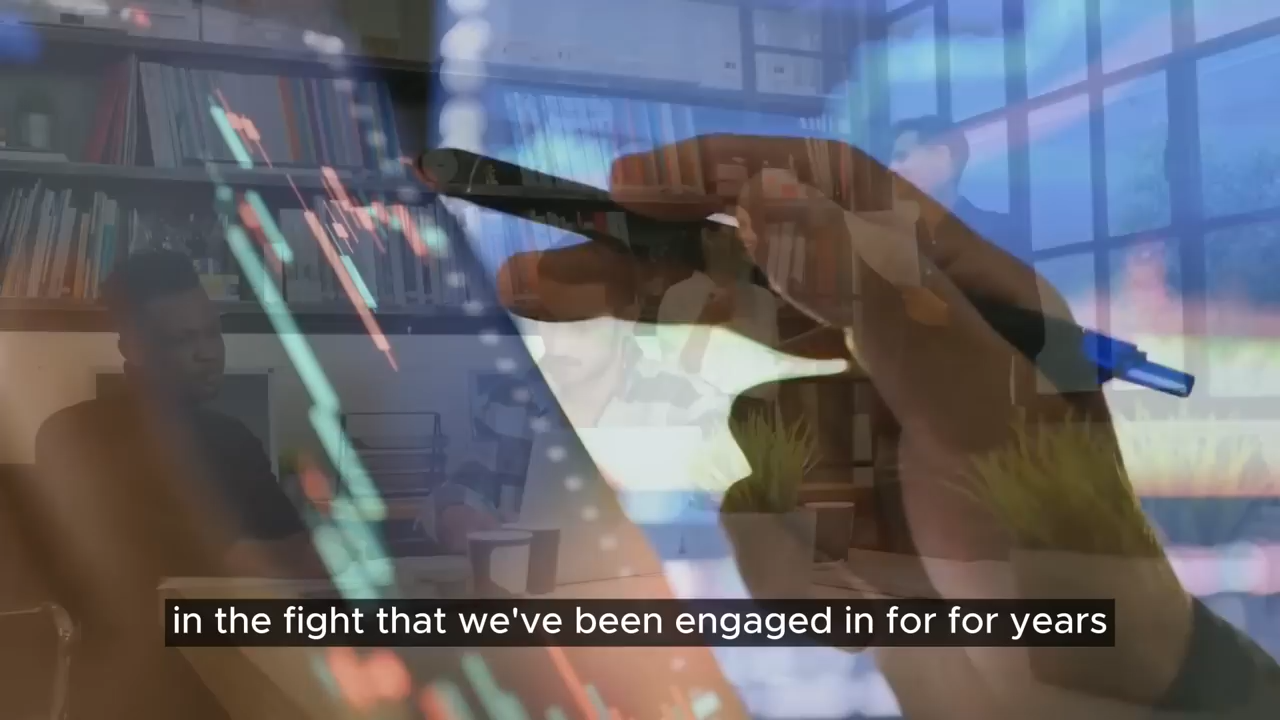 in the fight that we've been engaged in for for years